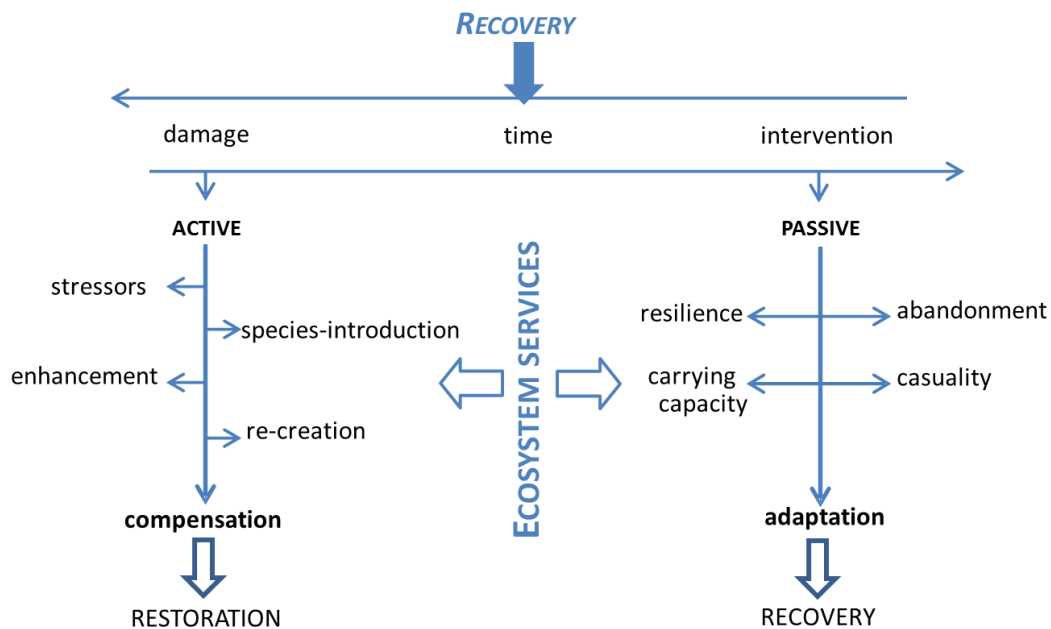 RECOVERY
damage
time
intervention
ACTIVE
PASSIVE
stressors
species-introduction
enhancement
re-creation
compensation
RESTORATION
ECOSYSTEM SERVICES
resilience
abandonment
carrying
capacity
casuality
adaptation
RECOVERY